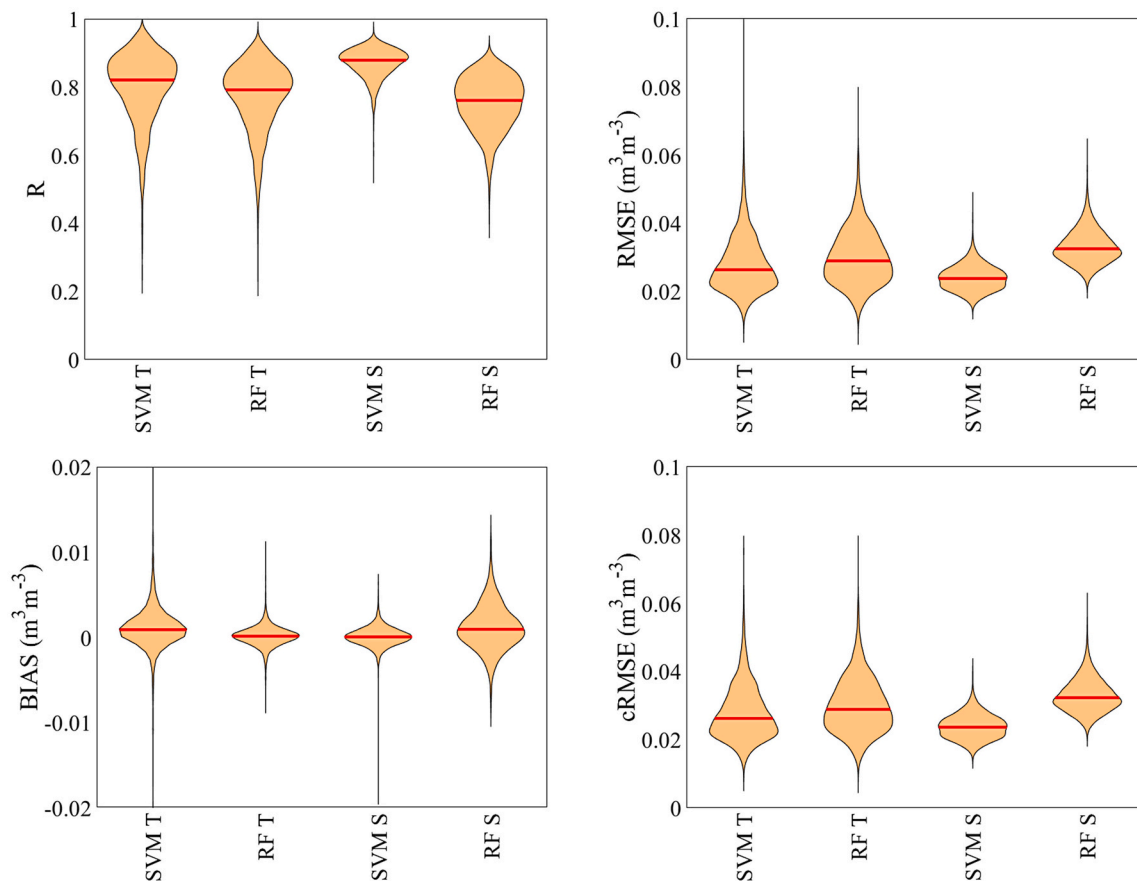 R
1
0.8
0.6
0.4
0.2
0
SVM T
RF T
SVM S
RF S
RMSE (m³m⁻³)
0.1
0.08
0.06
0.04
0.02
0
SVM T
RF T
SVM S
RF S
BIAS (m³m⁻³)
0.02
0.01
0
-0.01
-0.02
SVM T
RF T
SVM S
RF S
cRMSE (m³m⁻³)
0.1
0.08
0.06
0.04
0.02
0
SVM T
RF T
SVM S
RF S